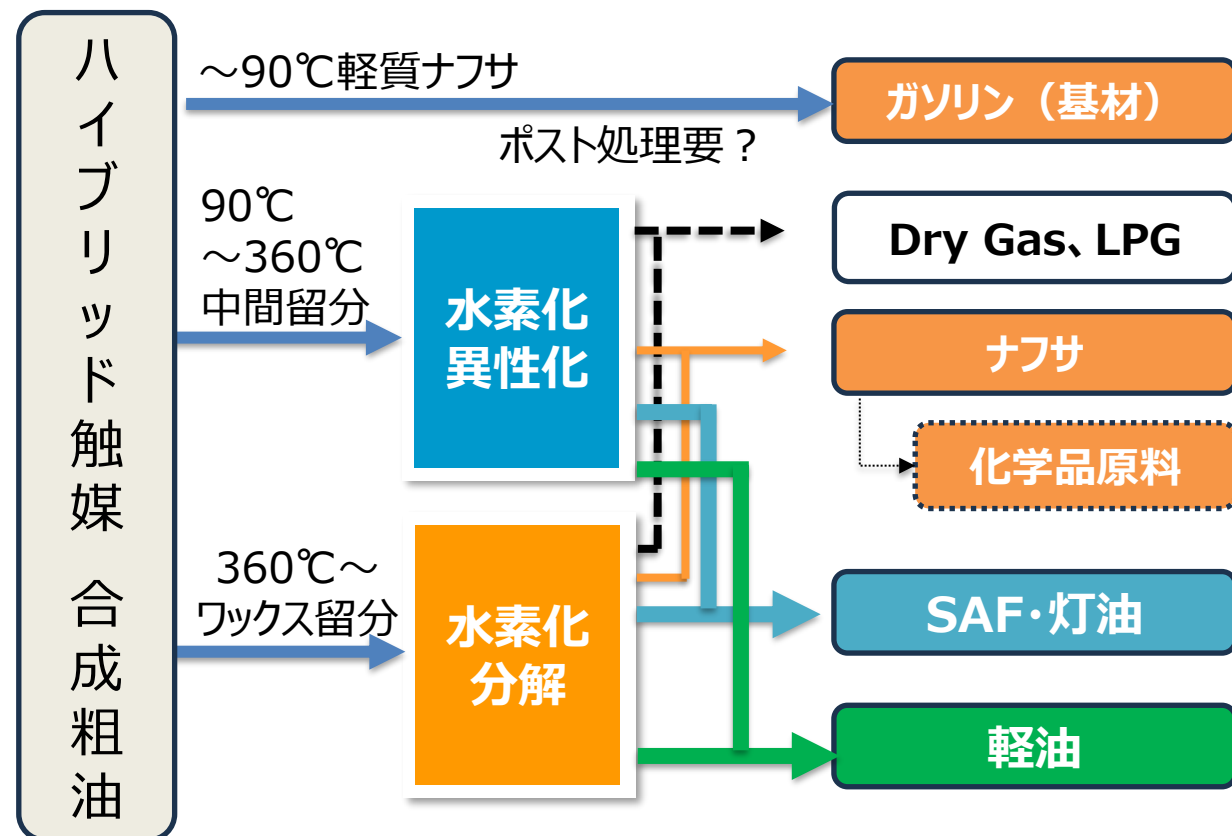 ハイブリッド触媒 合成粗油
～90℃軽質ナフサ
ポスト処理要？
ガソリン（基材）
90℃
～360℃
中間留分
水素化
異性化
Dry Gas、LPG
ナフサ
化学品原料
360℃～
ワックス留分
水素化
分解
SAF・灯油
軽油